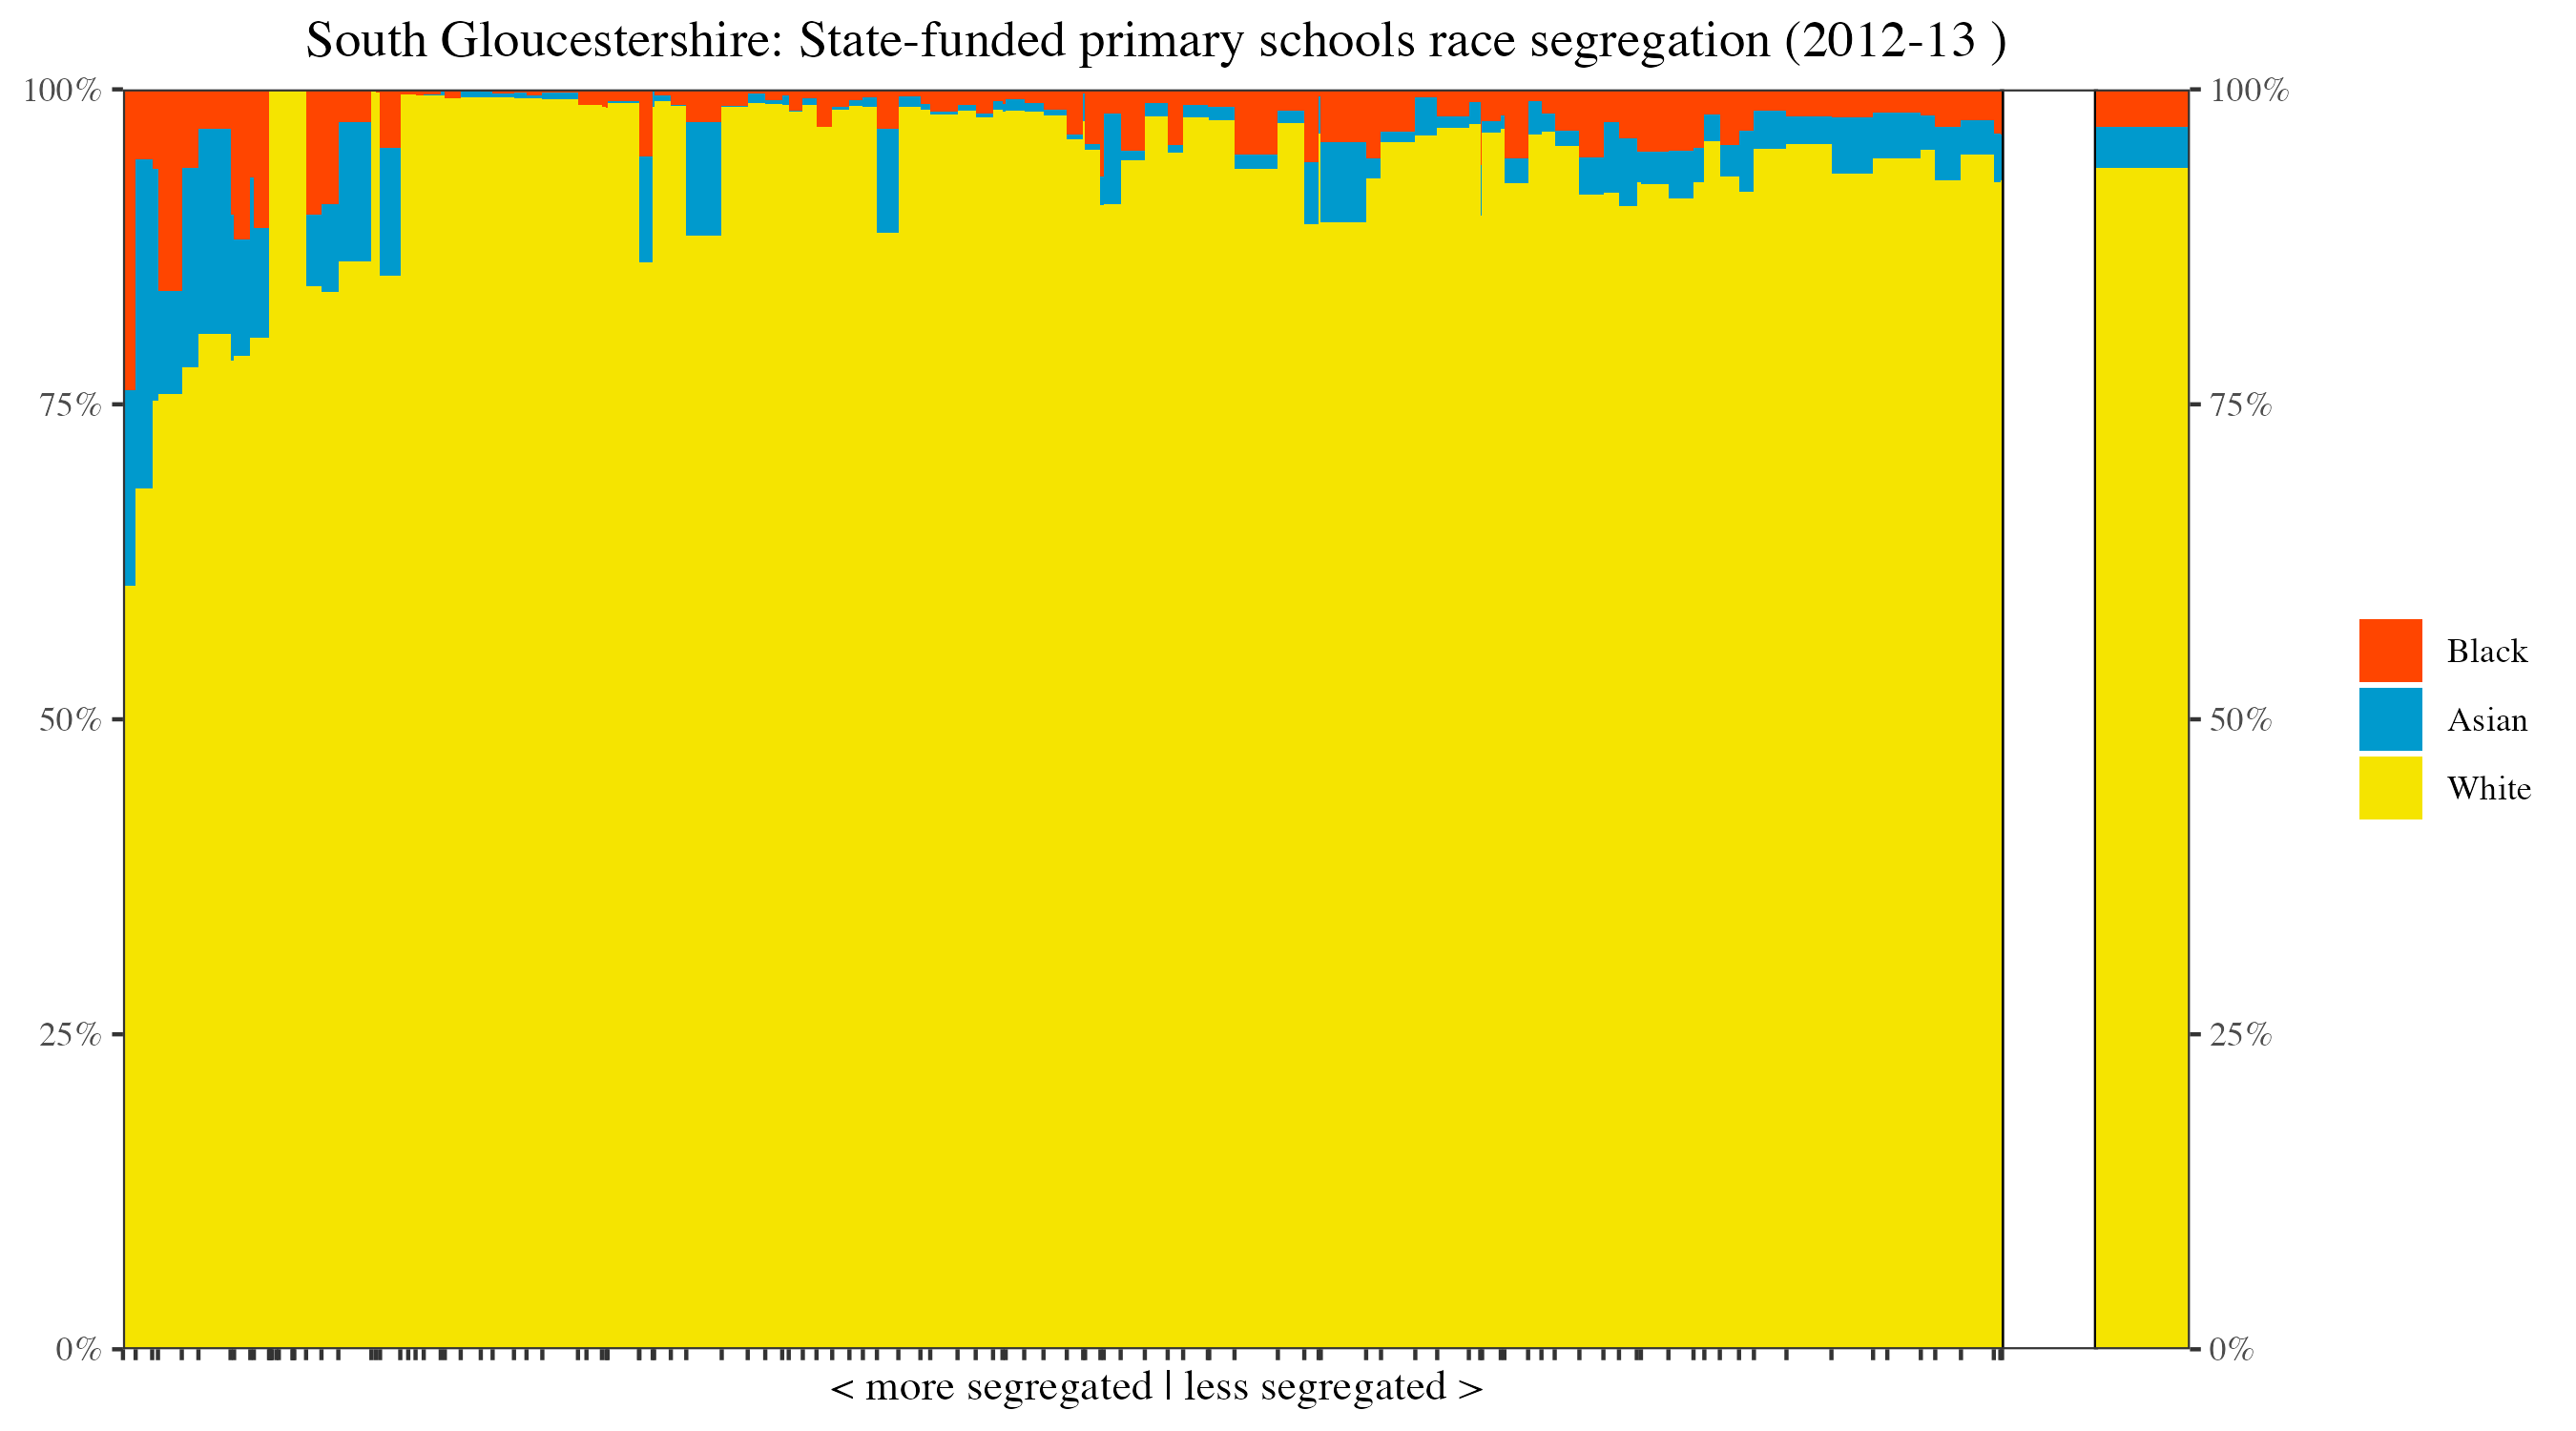 South Gloucestershire: State-funded primary schools race segregation (2012-13 )
100%
75%
50%
25%
0%
100%
75%
50%
25%
0%
Black
Asian
White
< more segregated | less segregated >